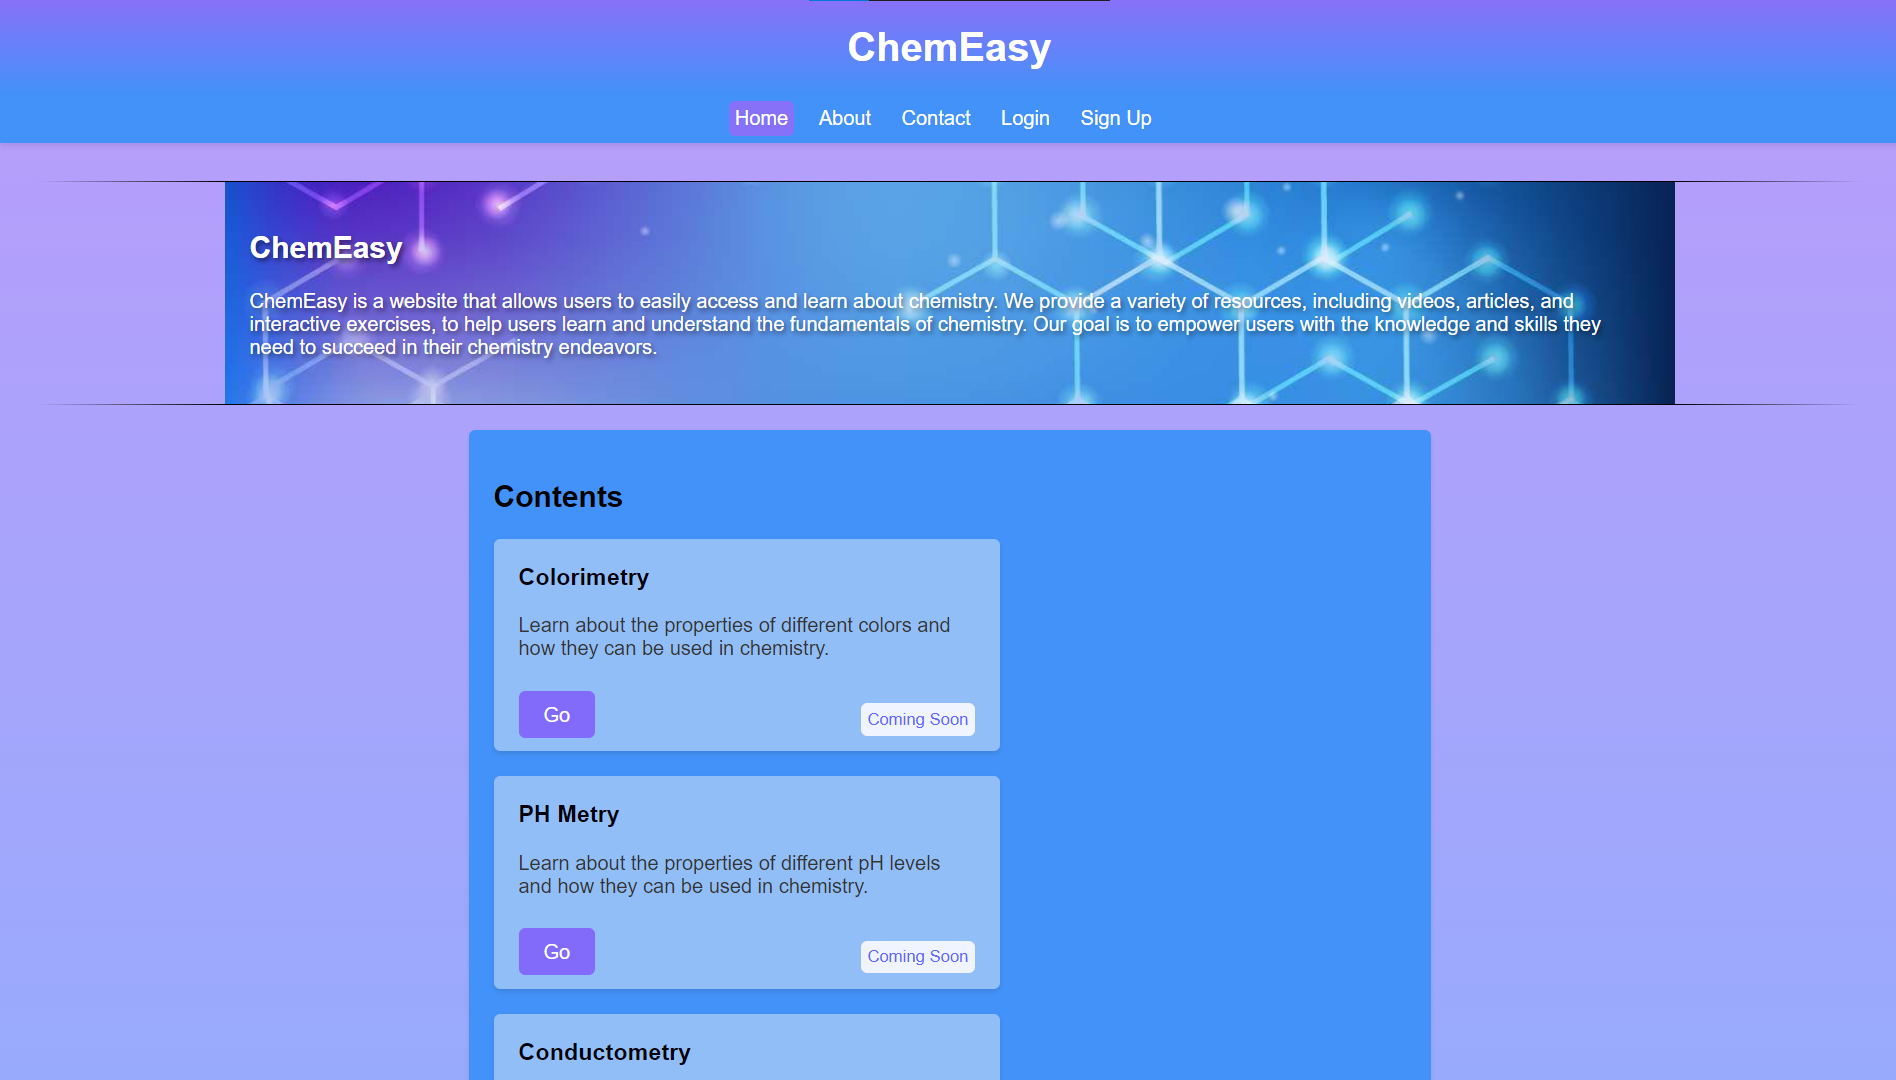 ChemEasy
Home About Contact Login Sign Up
ChemEasy
ChemEasy is a website that allows users to easily access and learn about chemistry. We provide a variety of resources, including videos, articles, and
interactive exercises, to help users learn and understand the fundamentals of chemistry. Our goal is to empower users with the knowledge and skills they
need to succeed in their chemistry endeavors.
Contents
Colorimetry
Learn about the properties of different colors and
how they can be used in chemistry.
Go Coming Soon
PH Metry
Learn about the properties of different pH levels
and how they can be used in chemistry.
Go Coming Soon
Conductometry